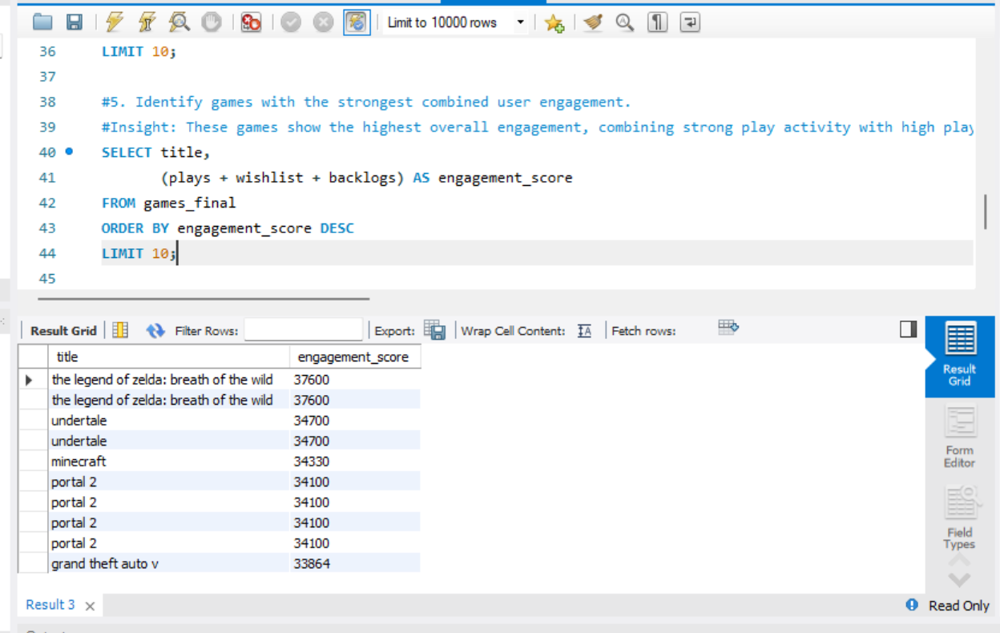 Limit to 10000 rows
36 LIMIT 10;
37
38 #5. Identify games with the strongest combined user engagement.
39 #Insight: These games show the highest overall engagement, combining strong play activity with high play
40 SELECT title,
41 (plays + wishlist + backlogs) AS engagement_score
42 FROM games_final
43 ORDER BY engagement_score DESC
44 LIMIT 10;
45
Result Grid Filter Rows: Export: Wrap Cell Content: Fetch rows:
title engagement_score
the legend of zelda: breath of the wild 37600
the legend of zelda: breath of the wild 37600
undertale 34700
undertale 34700
minecraft 34330
portal 2 34100
portal 2 34100
portal 2 34100
portal 2 34100
grand theft auto v 33864
Result
Grid
Form
Editor
Field
Types
Result 3 Read Only